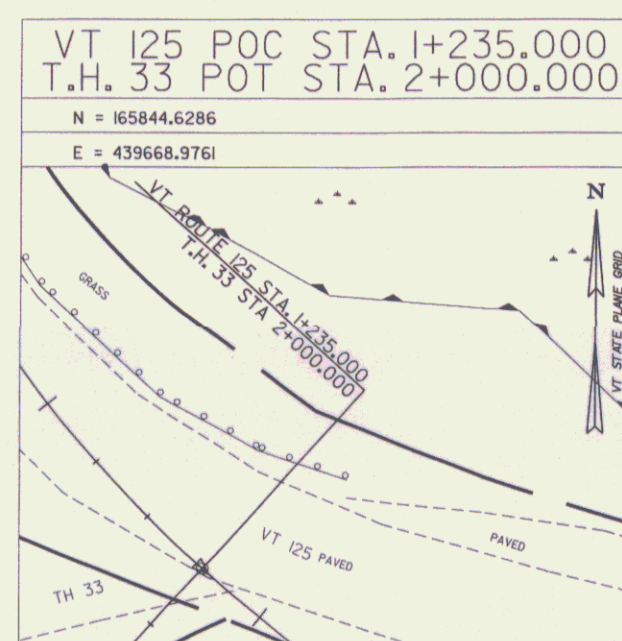 VT 125 POC STA. 1+235.000
T.H. 33 POT STA. 2+000.000
N = 165844.6286
E = 439668.9761
N
VT STATE PLANE GRID
VT ROUTE 125 STA. 1+235.000
T.H. 33 STA 2+000.000
GRASS
VT 125 PAVED
PAVED
TH 33